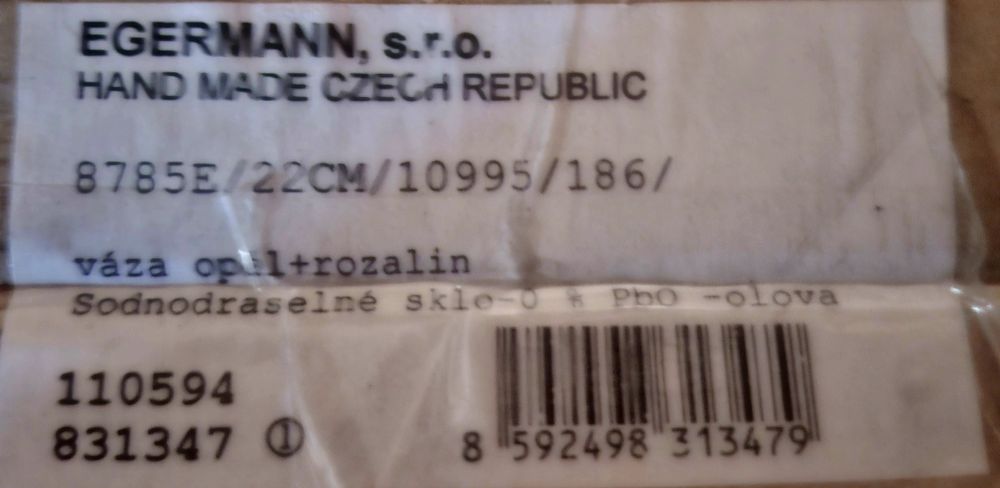 EGERMANN, s.r.o.
HAND MADE CZECH REPUBLIC
8785E/22CM/10995/186/
váza opál+rozalin
Sodnodraselné sklo-0 % PbO -olova
110594
831347 ①
8 592498 313479